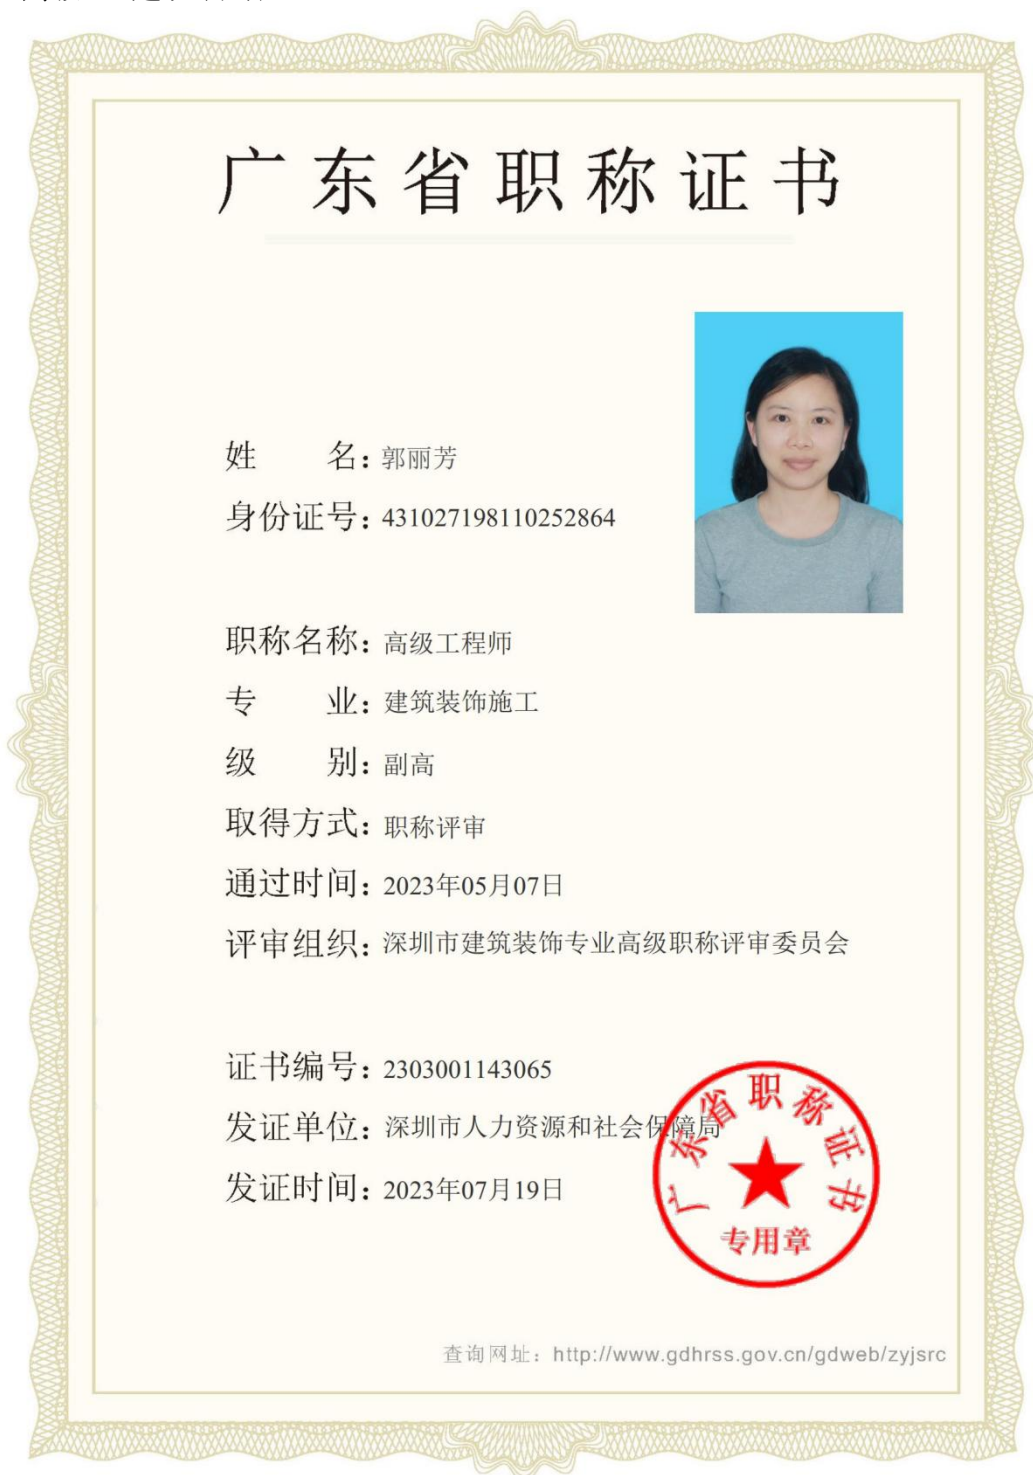 广东省职称证书
姓 名：郭丽芳
身份证号：431027198110252864
职称名称：高级工程师
专 业：建筑装饰施工
级 别：副高
取得方式：职称评审
通过时间：2023年05月07日
评审组织：深圳市建筑装饰专业高级职称评审委员会
证书编号：2303001143065
发证单位：深圳市人力资源和社会保障局
发证时间：2023年07月19日
广东省职称证书
专用章
查询网址：http://www.gdhrss.gov.cn/gdweb/zyjsrc